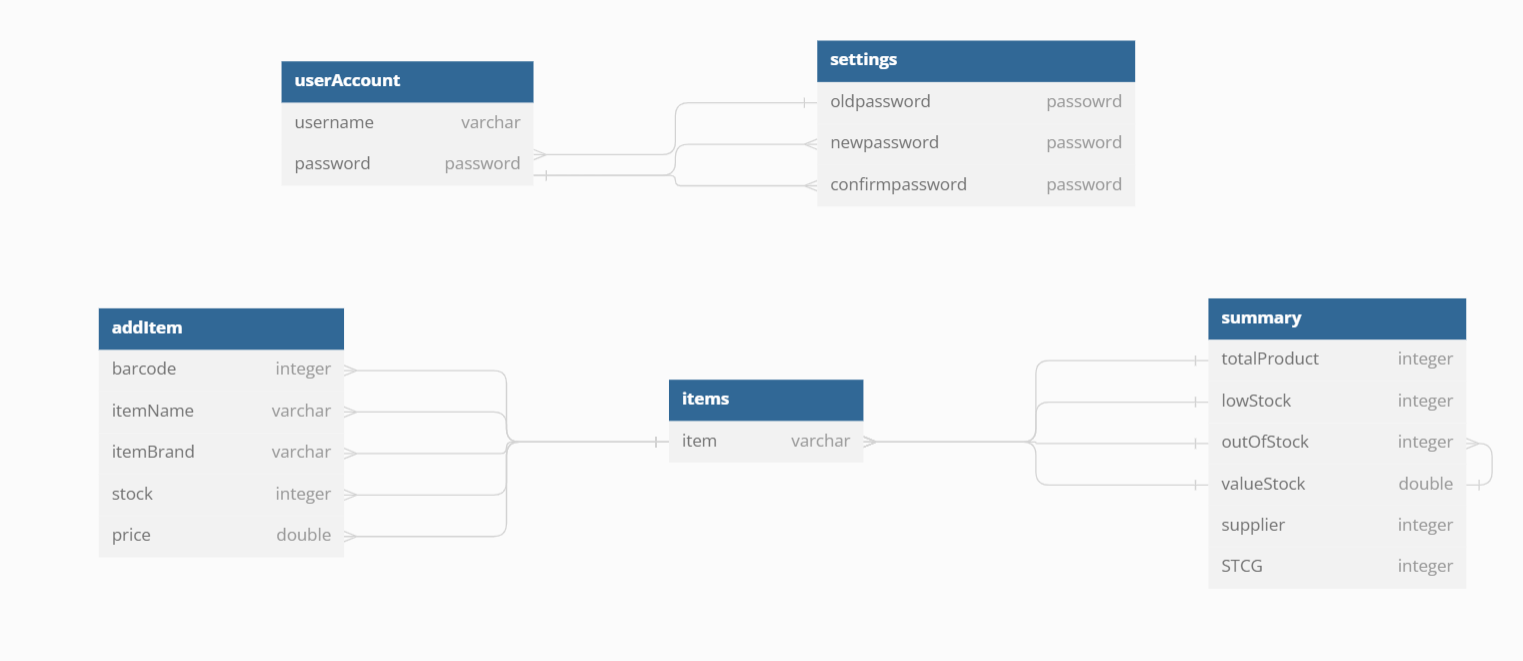 userAccount
username varchar
password password
settings
oldpassword passowrd
newpassword password
confirmpassword password
addItem
barcode integer
itemName varchar
itemBrand varchar
stock integer
price double
items
item varchar
summary
totalProduct integer
lowStock integer
outOfStock integer
valueStock double
supplier integer
STCG integer